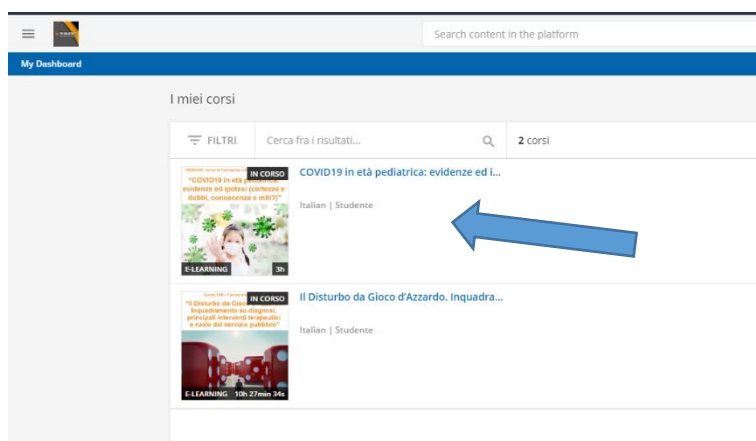 Search content in the platform
My Dashboard
I miei corsi
FILTRI
Cerca fra i risultati...
2 corsi
IN CORSO
"COVID19 in età pediatrica:
evidenze ed ipotesi (certezze e
dubbi, conoscenza e miti?)"
E-LEARNING
3h
COVID19 in età pediatrica: evidenze ed i...
Italian | Studente
IN CORSO
"Il Disturbo da Gioco
Inquadramento su diagnosi,
principali interventi terapeutici
e ruolo del servizio pubblico"
E-LEARNING 10h 27min 34s
Il Disturbo da Gioco d'Azzardo. Inquadra...
Italian | Studente